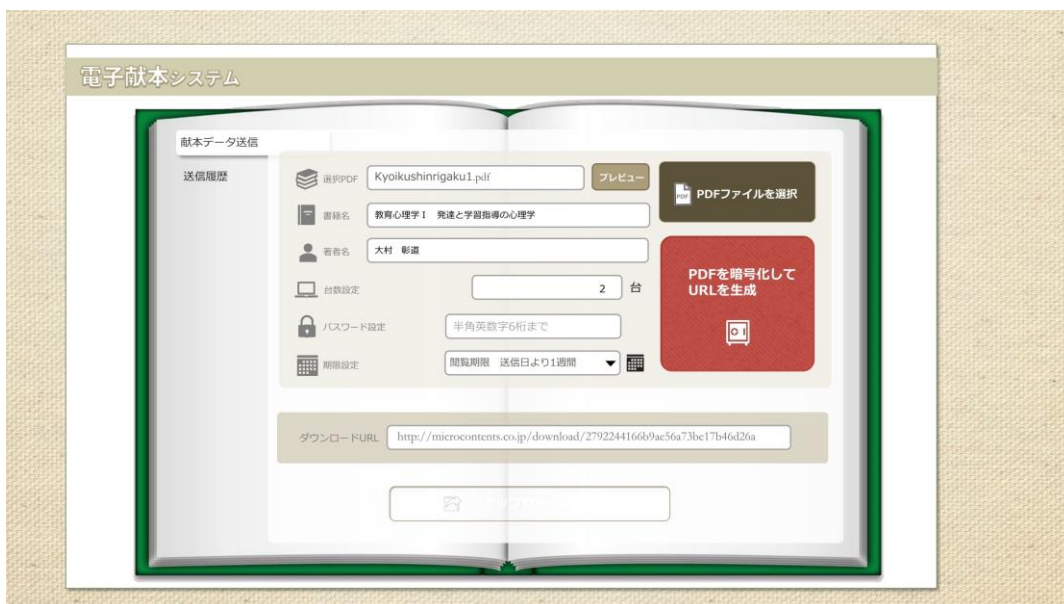 電子献本システム
献本データ送信
送信履歴
選択PDF
Kyoikushinrigaku1.pdf
プレビュー
PDFファイルを選択
書籍名
教育心理学Ⅰ 発達と学習指導の心理学
著者名
大村 彰道
台数設定
2 台
PDFを暗号化して
URLを生成
パスワード設定
半角英数字6桁まで
期限設定
閲覧期限 送信日より1週間
ダウンロードURL
http://microcontents.co.jp/download/2792244166b9ae56a73be17b46d26a